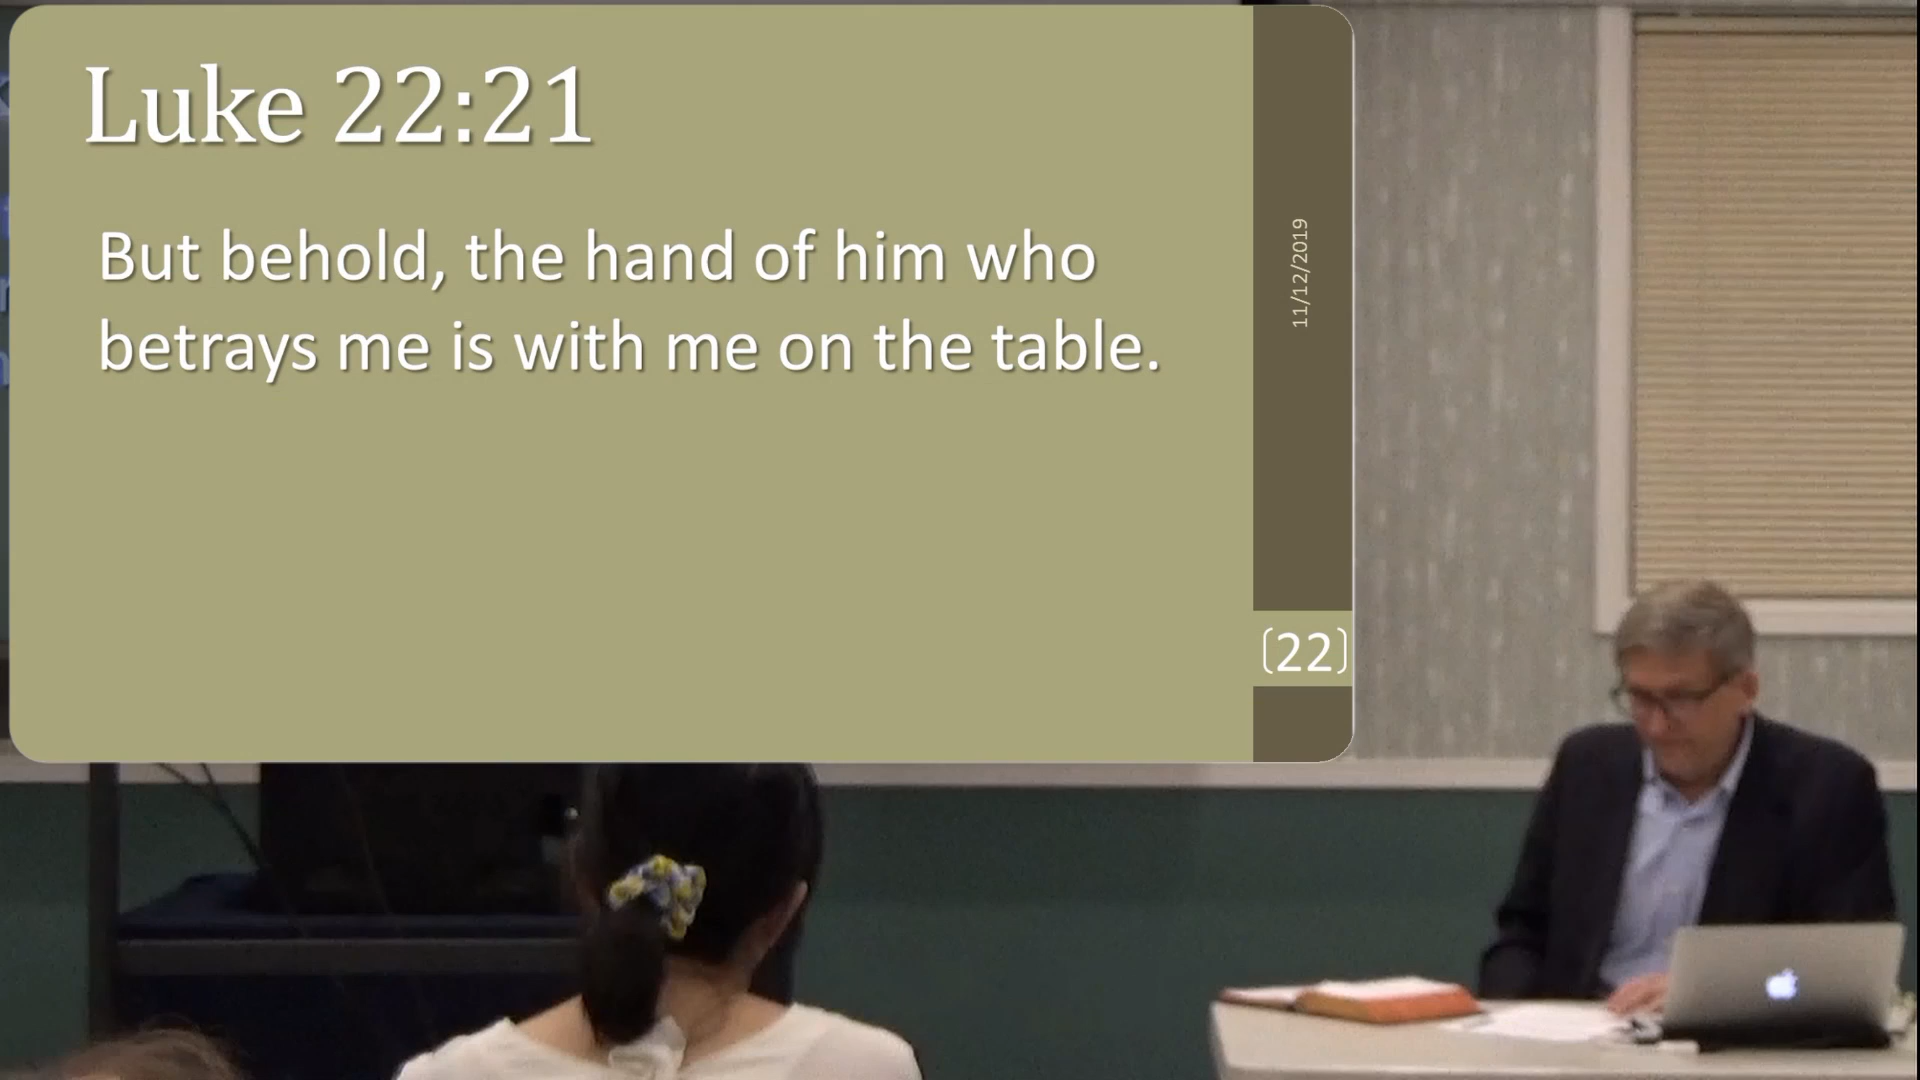 Luke 22:21
But behold, the hand of him who
betrays me is with me on the table.
11/12/2019
22